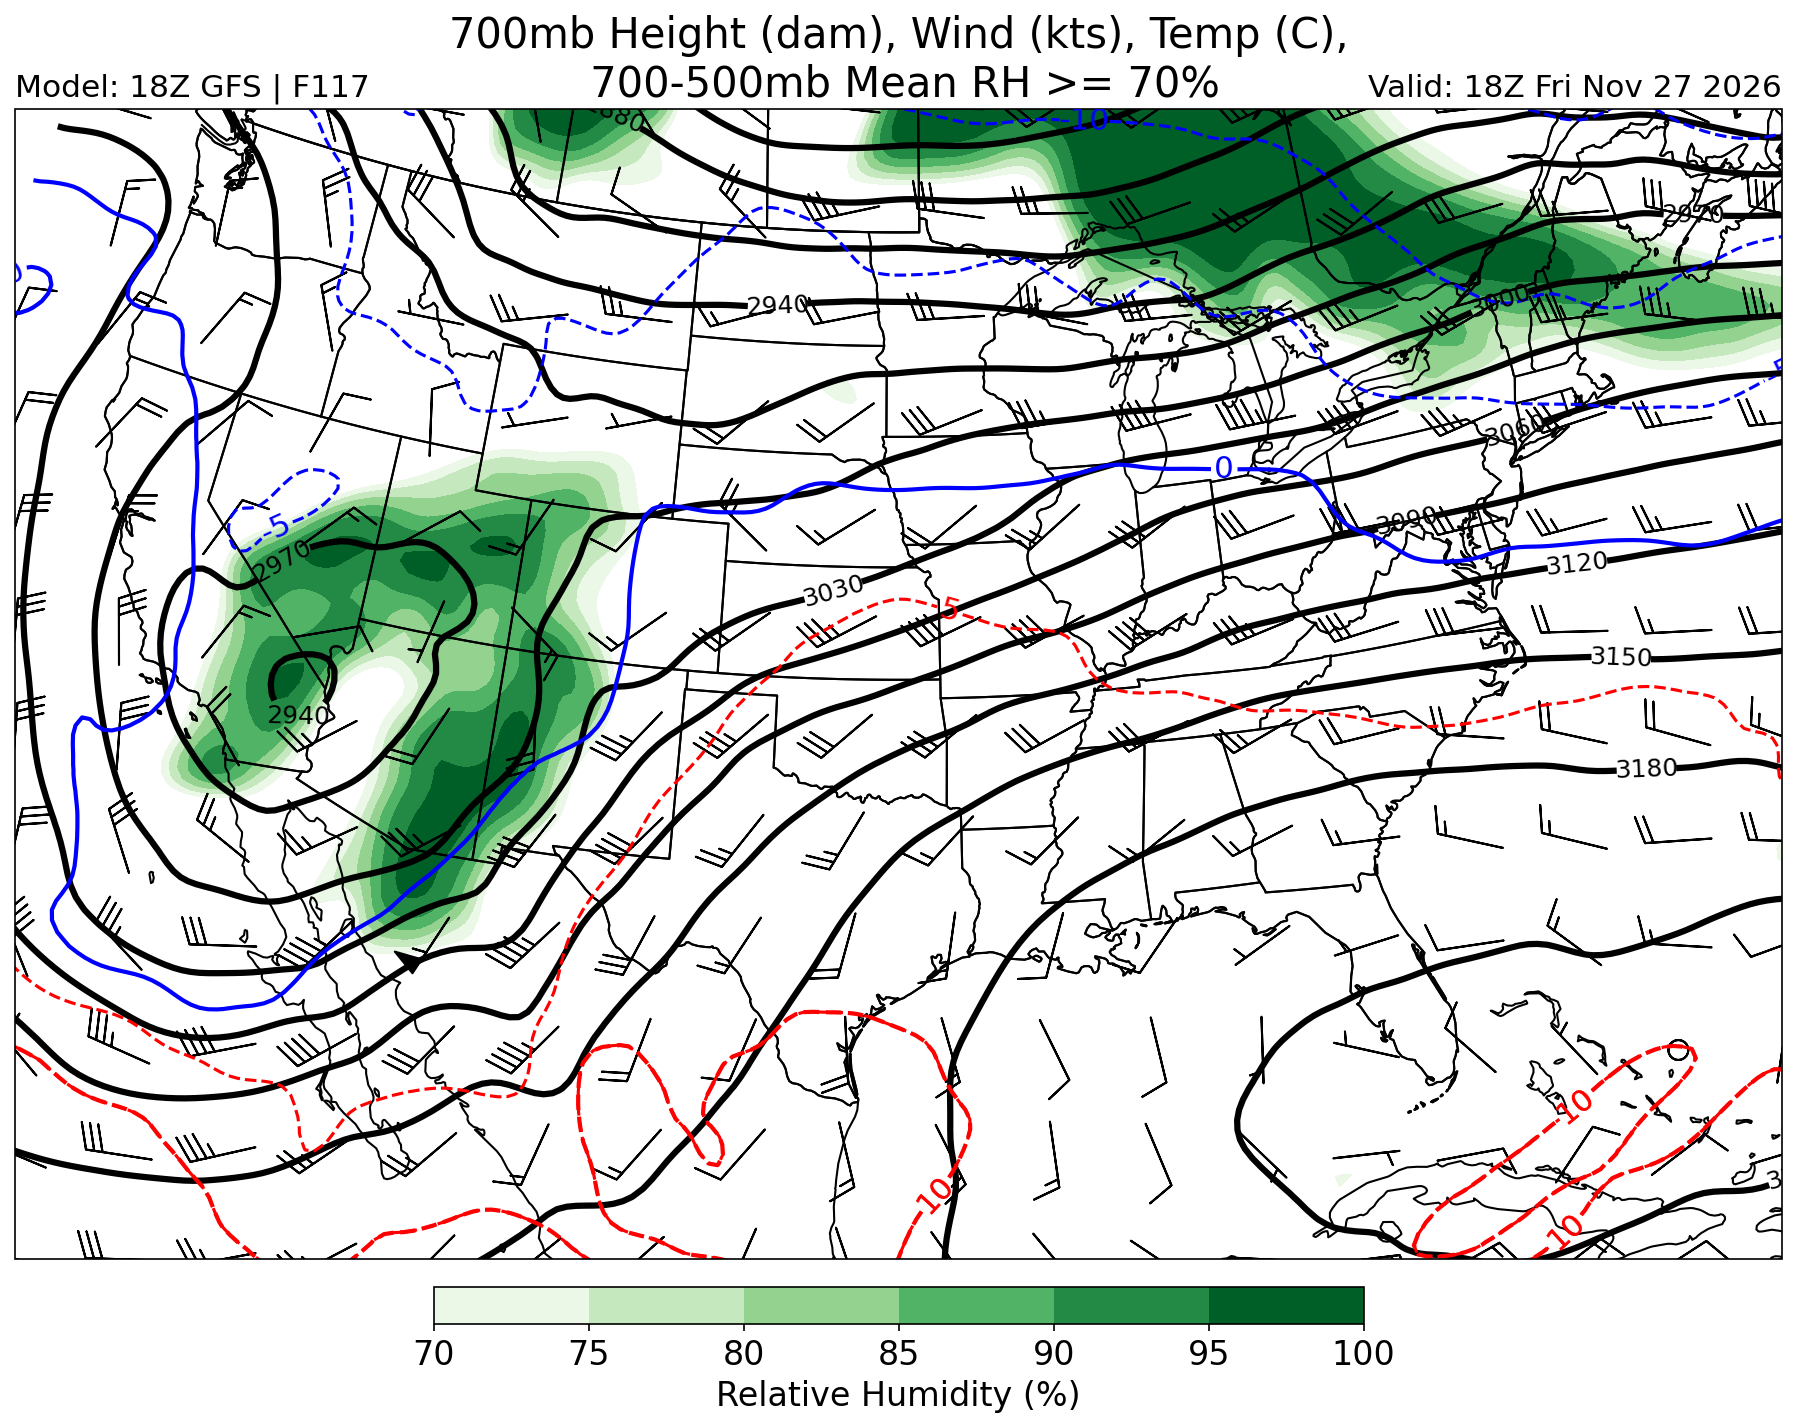 700mb Height (dam), Wind (kts), Temp (C),
700-500mb Mean RH >= 70%
Model: 18Z GFS | F117
Valid: 18Z Fri Nov 27 2026
2970
2940
3000
3060
0
5
3090
2970
3120
3030
5
3150
2940
3180
10
10
10
70 75 80 85 90 95 100
Relative Humidity (%)